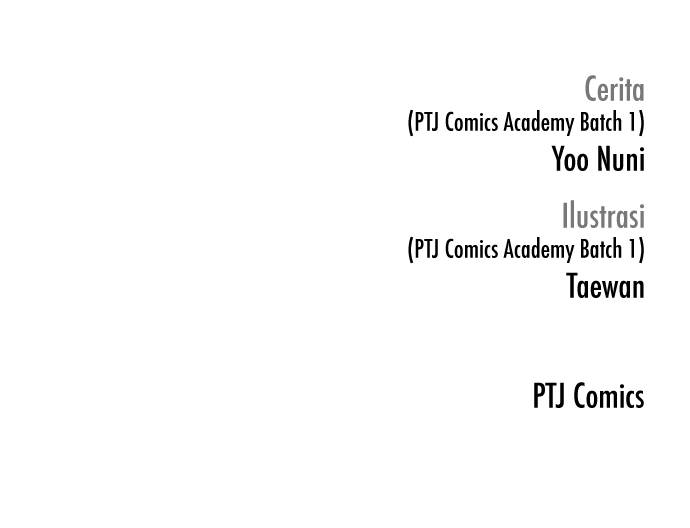 Cerita
(PTJ Comics Academy Batch 1)
Yoo Nuni
Ilustrasi
(PTJ Comics Academy Batch 1)
Taewan
PTJ Comics